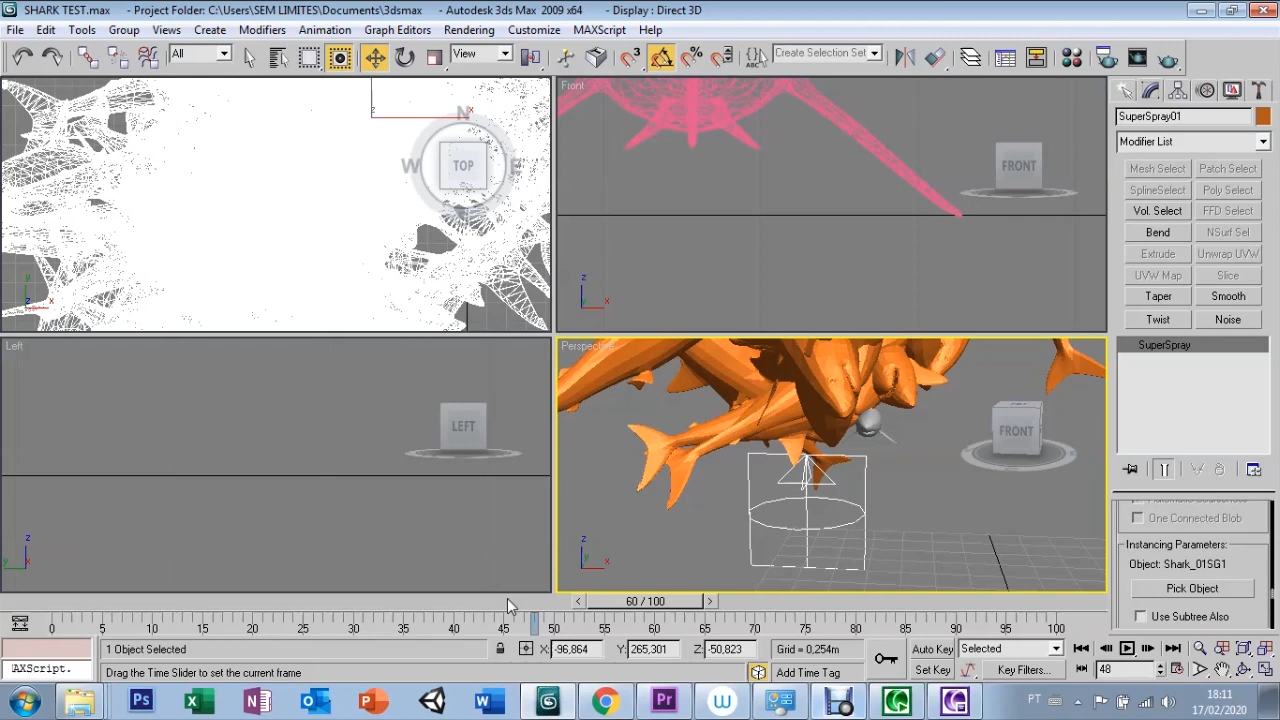 SHARK TEST.max - Project Folder: C:\Users\SEM LIMITES\Documents\3dsmax - Autodesk 3ds Max 2009 x64 - Display : Direct 3D
File Edit Tools Group Views Create Modifiers Animation Graph Editors Rendering Customize MAXScript Help
All View 3 % ABC Create Selection Set
Front
N
W TOP E
FRONT
z x
y
z x
z
y x
SuperSpray01
Modifier List
Mesh Select Patch Select
SplineSelect Poly Select
Vol. Select FFD Select
Bend NSurf Sel
Extrude Unwrap UVW
UVW Map Slice
Taper Smooth
Twist Noise
SuperSpray
Left
Perspective
LEFT
FRONT
z
y x
z
y x
One Connected Blob
Instancing Parameters:
Object: Shark_01SG1
Pick Object
Use Subtree Also
< 60 / 100 >
0 5 10 15 20 25 30 35 40 45 50 55 60 65 70 75 80 85 90 95 100
1 Object Selected X: -96,864 Y: 265,301 Z: -50,823 Grid = 0,254m Auto Key Selected
AXScript. Drag the Time Slider to set the current frame Add Time Tag Set Key Key Filters... 48
Ps Pr W PT 18:11
17/02/2020